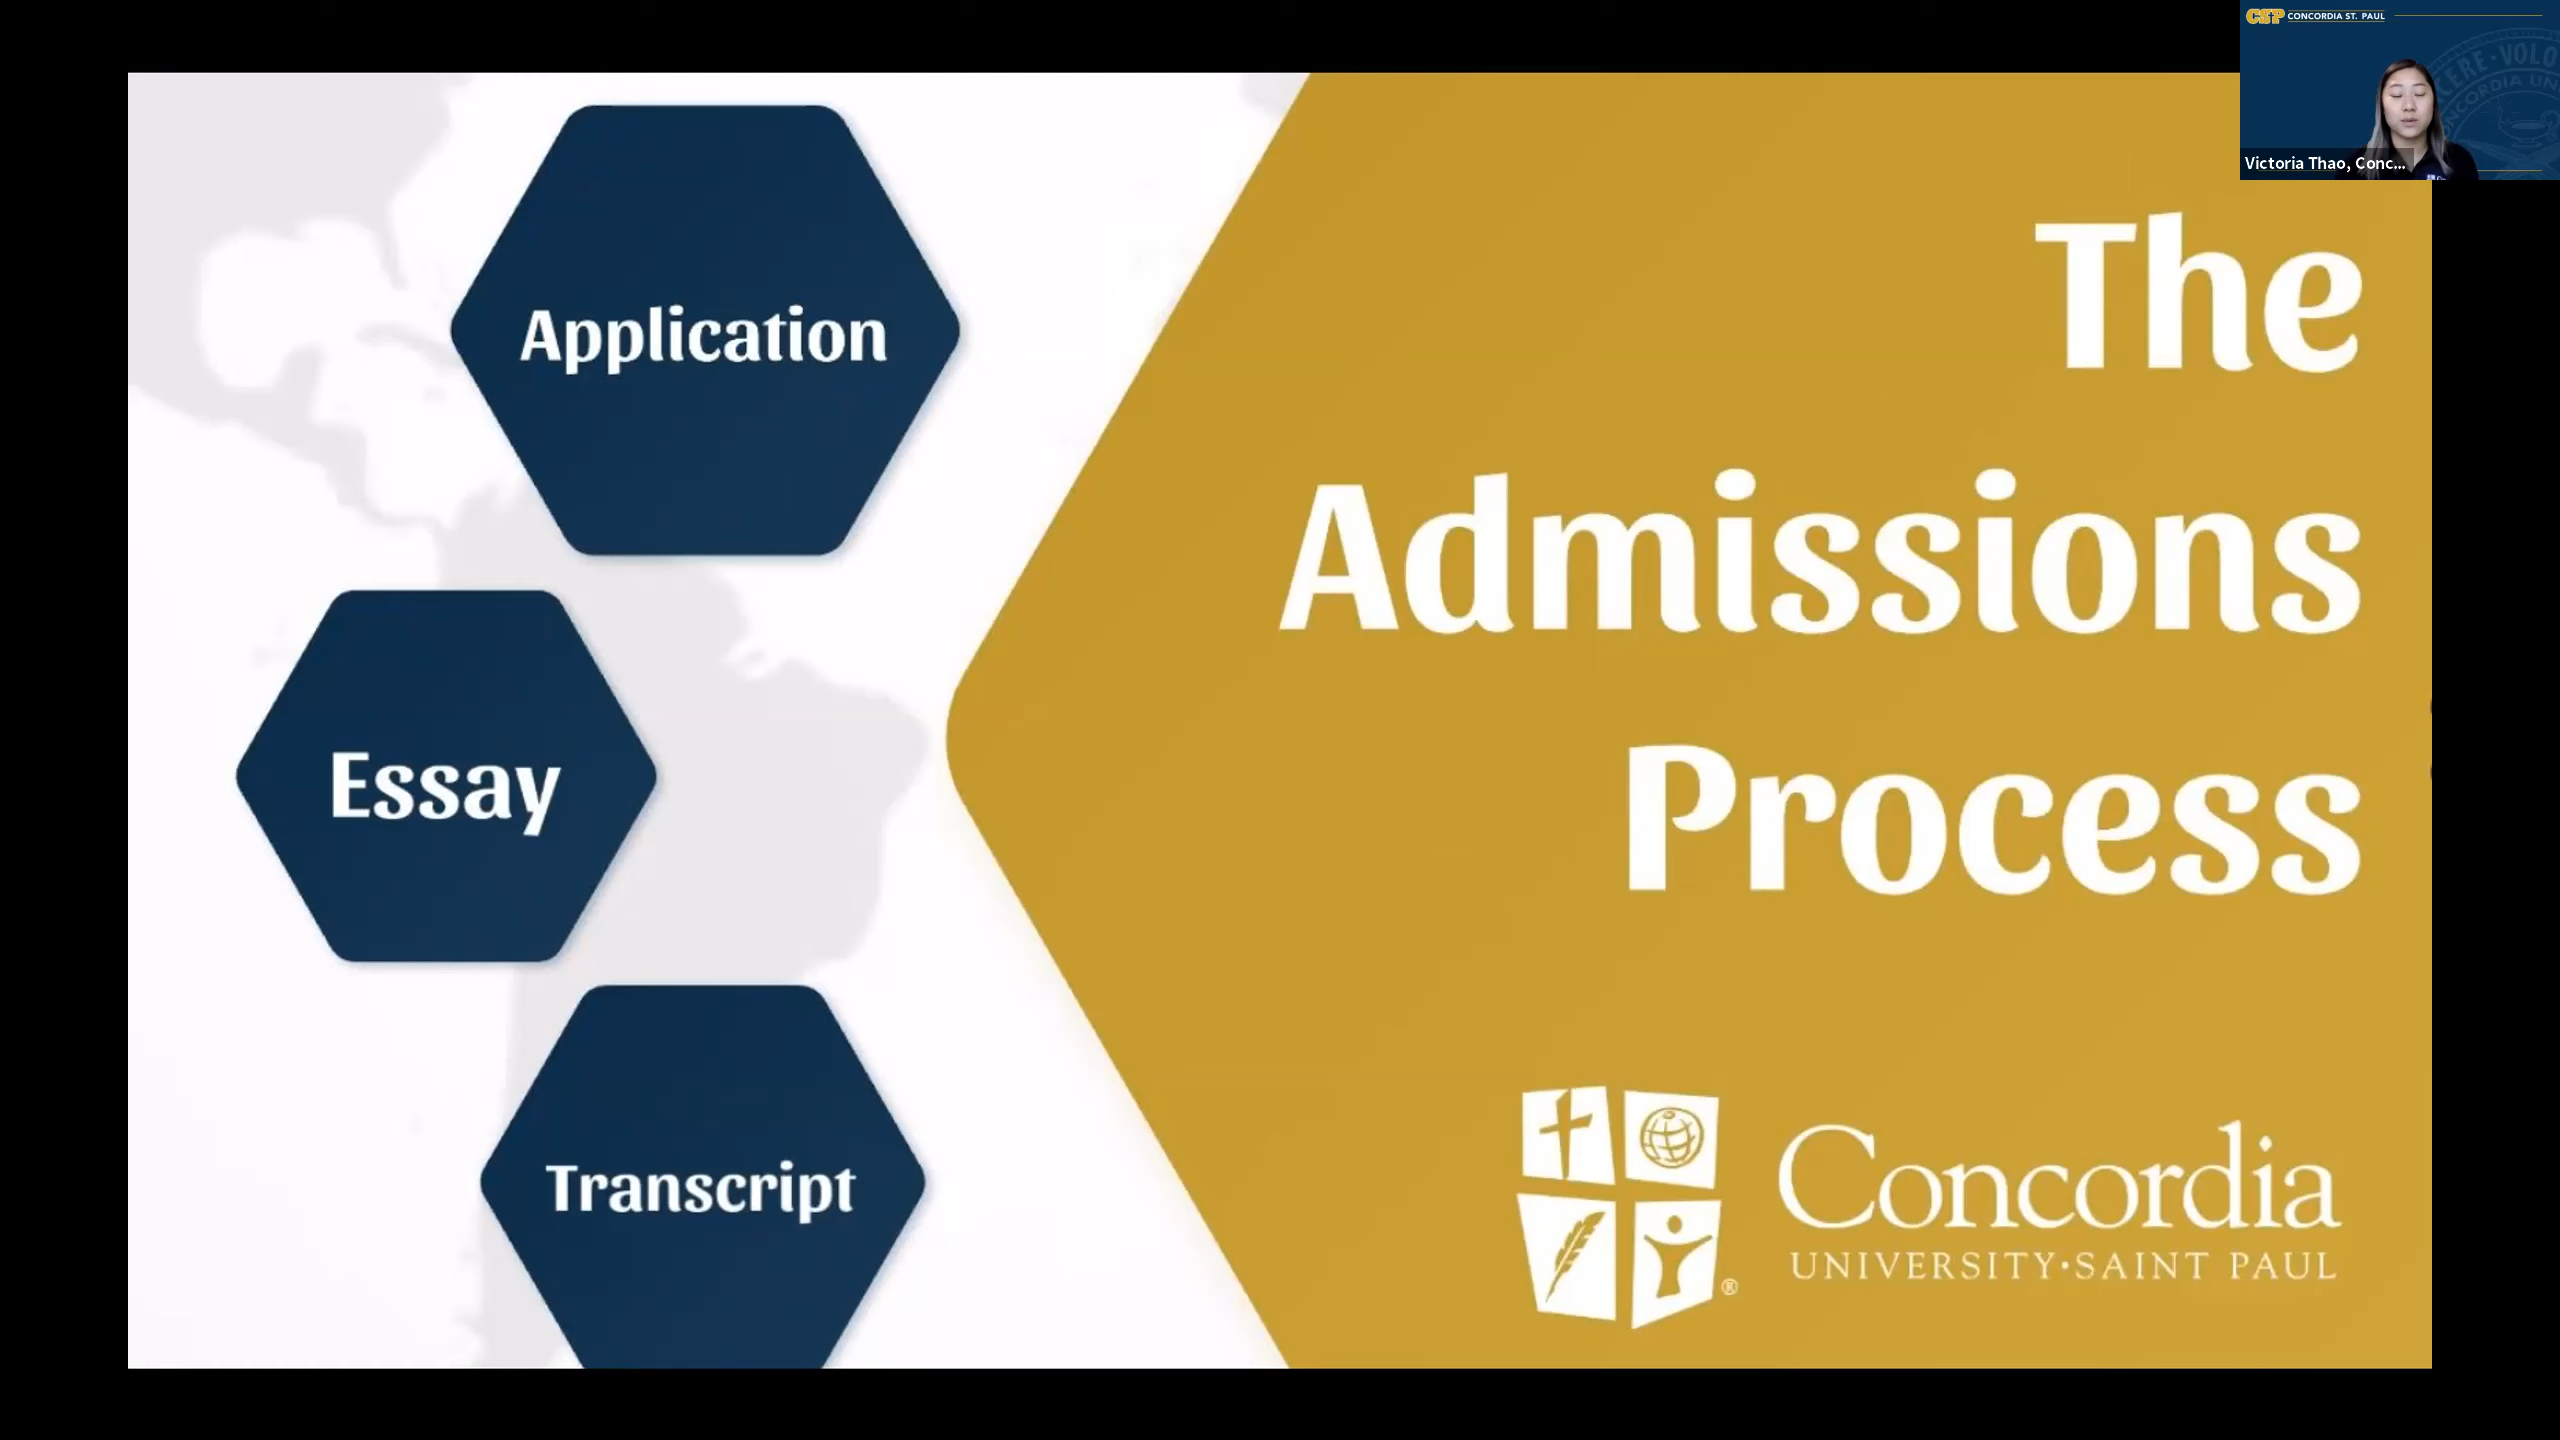 Application
Essay
Transcript
The
Admissions
Process
Concordia
UNIVERSITY·SAINT PAUL
®
CSP CONCORDIA ST. PAUL
Victoria Thao, Conc...